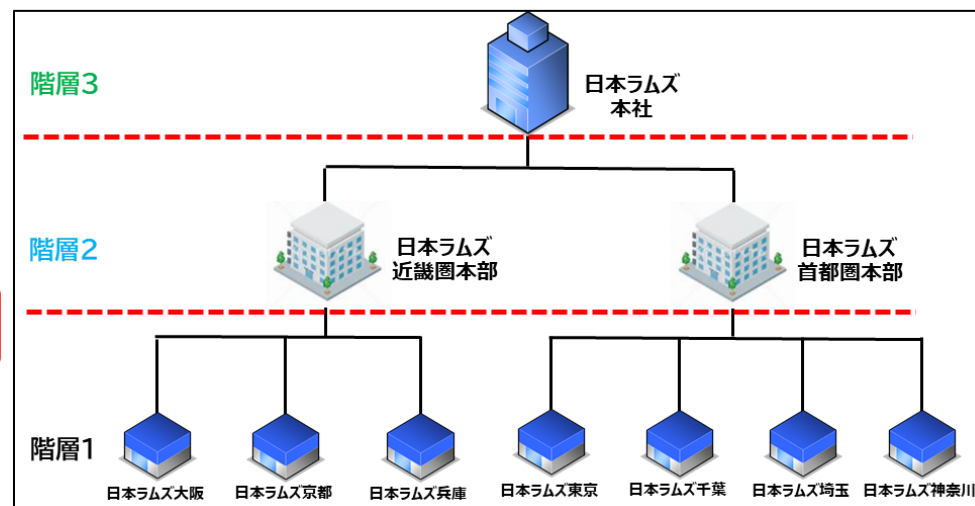 階層3
日本ラムズ
本社
階層2
日本ラムズ
近畿圏本部
日本ラムズ
首都圏本部
階層1
日本ラムズ大阪
日本ラムズ京都
日本ラムズ兵庫
日本ラムズ東京
日本ラムズ千葉
日本ラムズ埼玉
日本ラムズ神奈川